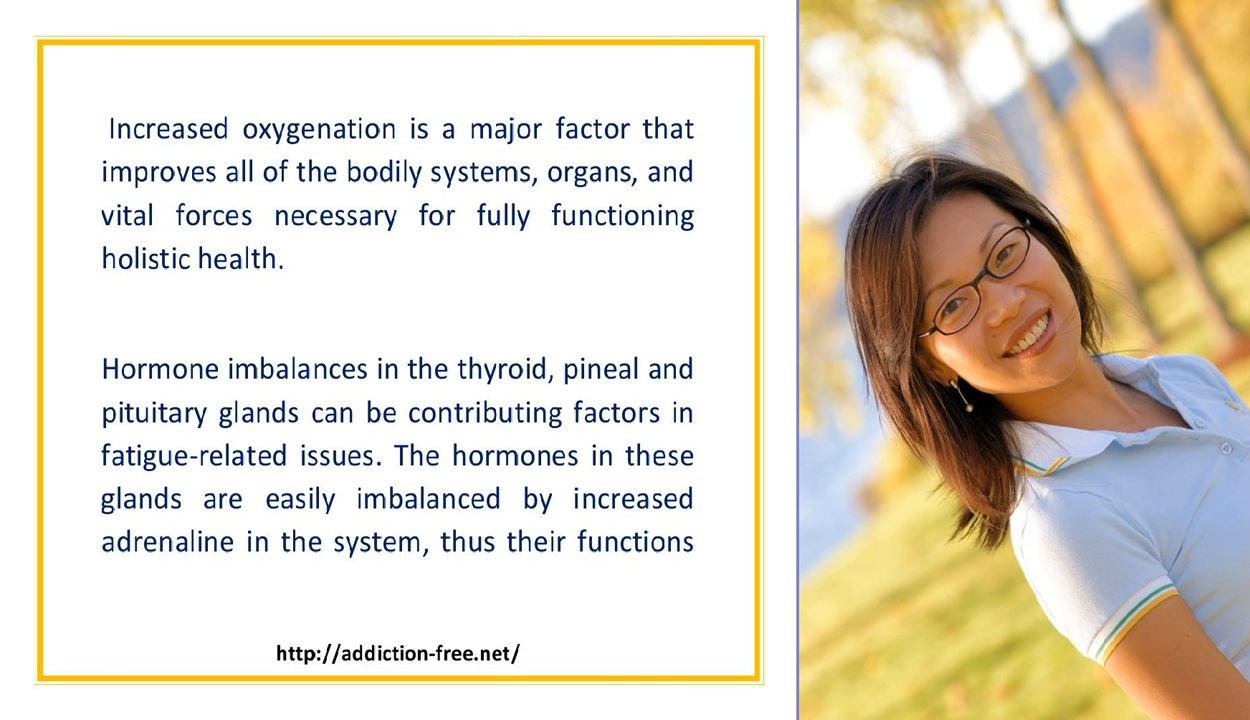 Increased oxygenation is a major factor that
improves all of the bodily systems, organs, and
vital forces necessary for fully functioning
holistic health.
Hormone imbalances in the thyroid, pineal and
pituitary glands can be contributing factors in
fatigue-related issues. The hormones in these
glands are easily imbalanced by increased
adrenaline in the system, thus their functions
http://addiction-free.net/